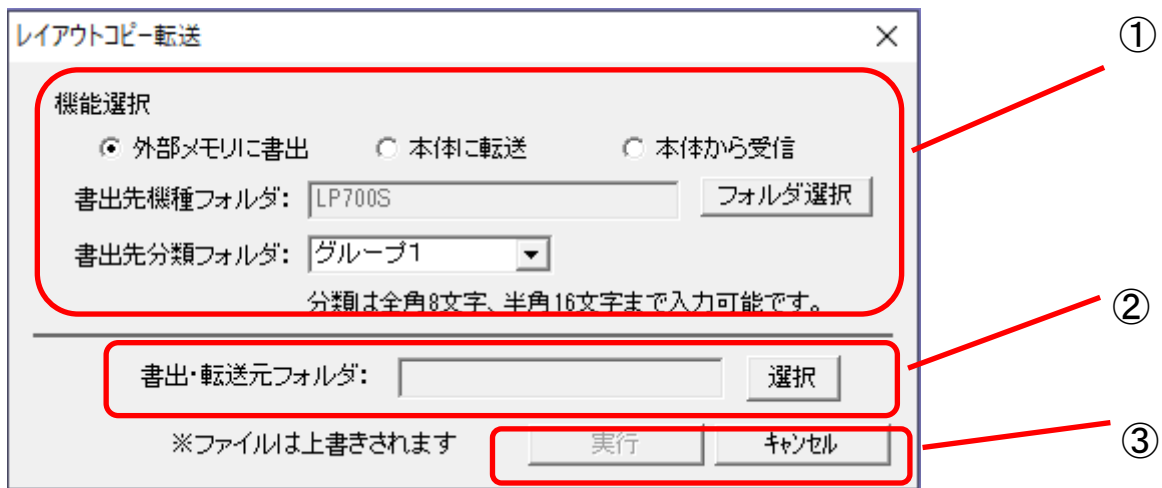 レイアウトコピー転送
①
機能選択
外部メモリに書出 本体に転送 本体から受信
書出先機種フォルダ: LP700S フォルダ選択
書出先分類フォルダ: グループ1
分類は全角8文字、半角16文字まで入力可能です。
②
書出・転送元フォルダ: 選択
※ファイルは上書きされます 実行 キャンセル
③